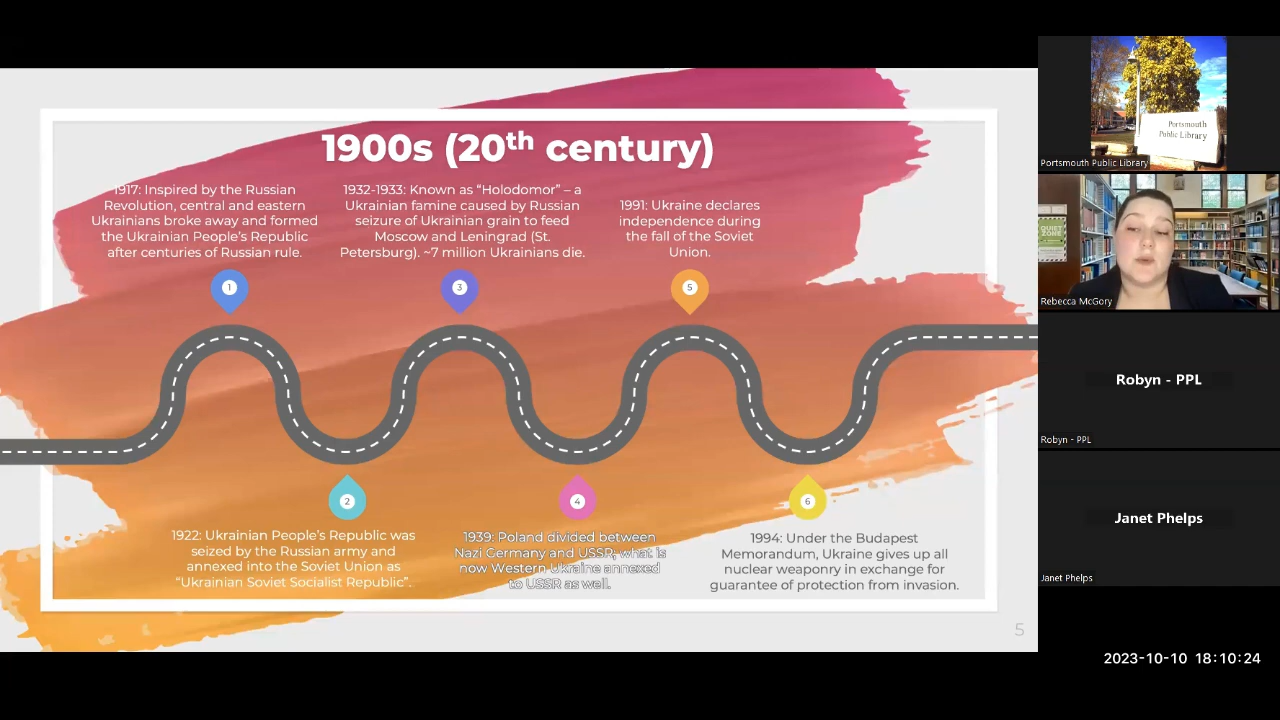 1900s (20th century)
1917: Inspired by the Russian
Revolution, central and eastern
Ukrainians broke away and formed
the Ukrainian People's Republic
after centuries of Russian rule.
1932-1933: Known as “Holodomor” – a
Ukrainian famine caused by Russian
seizure of Ukrainian grain to feed
Moscow and Leningrad (St.
Petersburg). ~7 million Ukrainians die.
1991: Ukraine declares
independence during
the fall of the Soviet
Union.
1
3
5
2
4
6
1922: Ukrainian People's Republic was
seized by the Russian army and
annexed into the Soviet Union as
“Ukrainian Soviet Socialist Republic”.
1939: Poland divided between
Nazi Germany and USSR, what is
now Western Ukraine annexed
to USSR as well.
1994: Under the Budapest
Memorandum, Ukraine gives up all
nuclear weaponry in exchange for
guarantee of protection from invasion.
5
Portsmouth
Public Library
Portsmouth Public Library
QUIET
ZONE
Rebecca McGory
Robyn - PPL
Robyn - PPL
Janet Phelps
Janet Phelps
2023-10-10 18:10:24